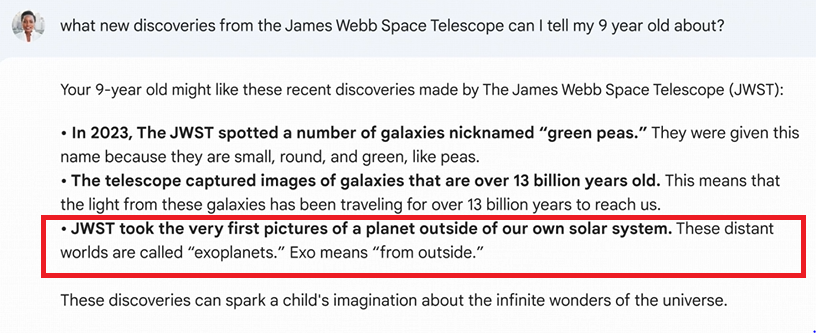 what new discoveries from the James Webb Space Telescope can I tell my 9 year old about?
Your 9-year old might like these recent discoveries made by The James Webb Space Telescope (JWST):
• In 2023, The JWST spotted a number of galaxies nicknamed “green peas.” They were given this
name because they are small, round, and green, like peas.
• The telescope captured images of galaxies that are over 13 billion years old. This means that
the light from these galaxies has been traveling for over 13 billion years to reach us.
• JWST took the very first pictures of a planet outside of our own solar system. These distant
worlds are called “exoplanets.” Exo means “from outside.”
These discoveries can spark a child's imagination about the infinite wonders of the universe.